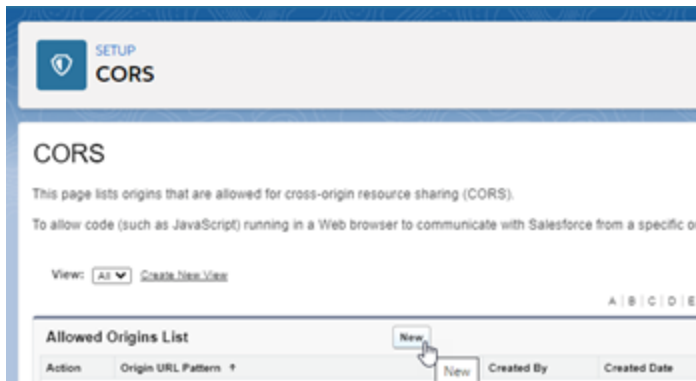 SETUP
CORS
CORS
This page lists origins that are allowed for cross-origin resource sharing (CORS).
To allow code (such as JavaScript) running in a Web browser to communicate with Salesforce from a specific
View: All Create New View
A | B | C | D | E
Allowed Origins List New
Action Origin URL Pattern ↑ New Created By Created Date